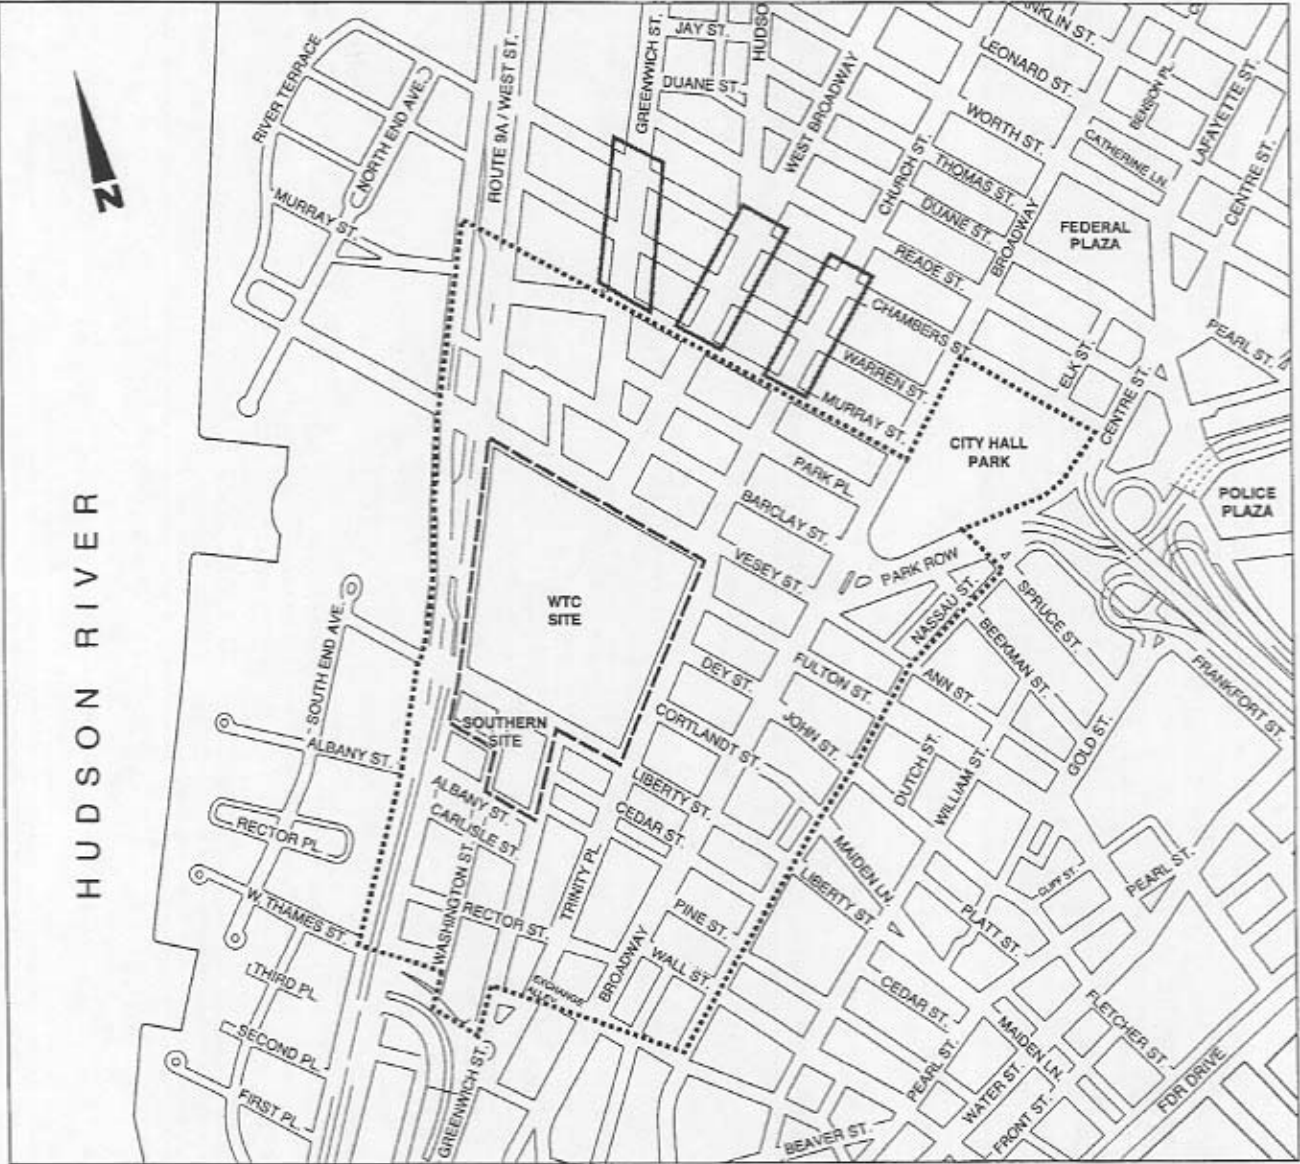 JAY ST.
HUDSO
GREENWICH ST.
DUANE ST.
NKLIN ST.
LEONARD ST.
BENSON PL.
LAFAYETTE ST.
RIVER TERRACE
NORTH END AVE.
ROUTE 9A / WEST ST.
WEST BROADWAY
WORTH ST.
CATHERINE LN.
CENTRE ST.
N
MURRAY ST.
CHURCH ST.
THOMAS ST.
DUANE ST.
BROADWAY
FEDERAL
PLAZA
READE ST.
CHAMBERS ST.
ELK ST.
PEARL ST.
WARREN ST.
MURRAY ST.
CENTRE ST.
CITY HALL
PARK
PARK PL.
BARCLAY ST.
VESEY ST.
PARK ROW
POLICE
PLAZA
HUDSON RIVER
WTC
SITE
NASSAU ST.
SPRUCE ST.
BEEKMAN ST.
FRANKFORT ST.
SOUTH END AVE.
DEY ST.
FULTON ST.
ANN ST.
CORTLANDT ST.
JOHN ST.
SOUTHERN
SITE
ALBANY ST.
DUTCH ST.
WILLIAM ST.
GOLD ST.
LIBERTY ST.
ALBANY ST.
CEDAR ST.
CARLISLE ST.
RECTOR PL.
MAIDEN LN.
LIBERTY ST.
CLIFF ST.
PEARL ST.
TRINITY PL.
WASHINGTON ST.
RECTOR ST.
PINE ST.
PLATT ST.
W. THAMES ST.
BROADWAY
WALL ST.
THIRD PL.
EXCHANGE
ALLEY
CEDAR ST.
FLETCHER ST.
MAIDEN LN.
SECOND PL.
GREENWICH ST.
PEARL ST.
WATER ST.
FRONT ST.
FDR DRIVE
FIRST PL.
BEAVER ST.